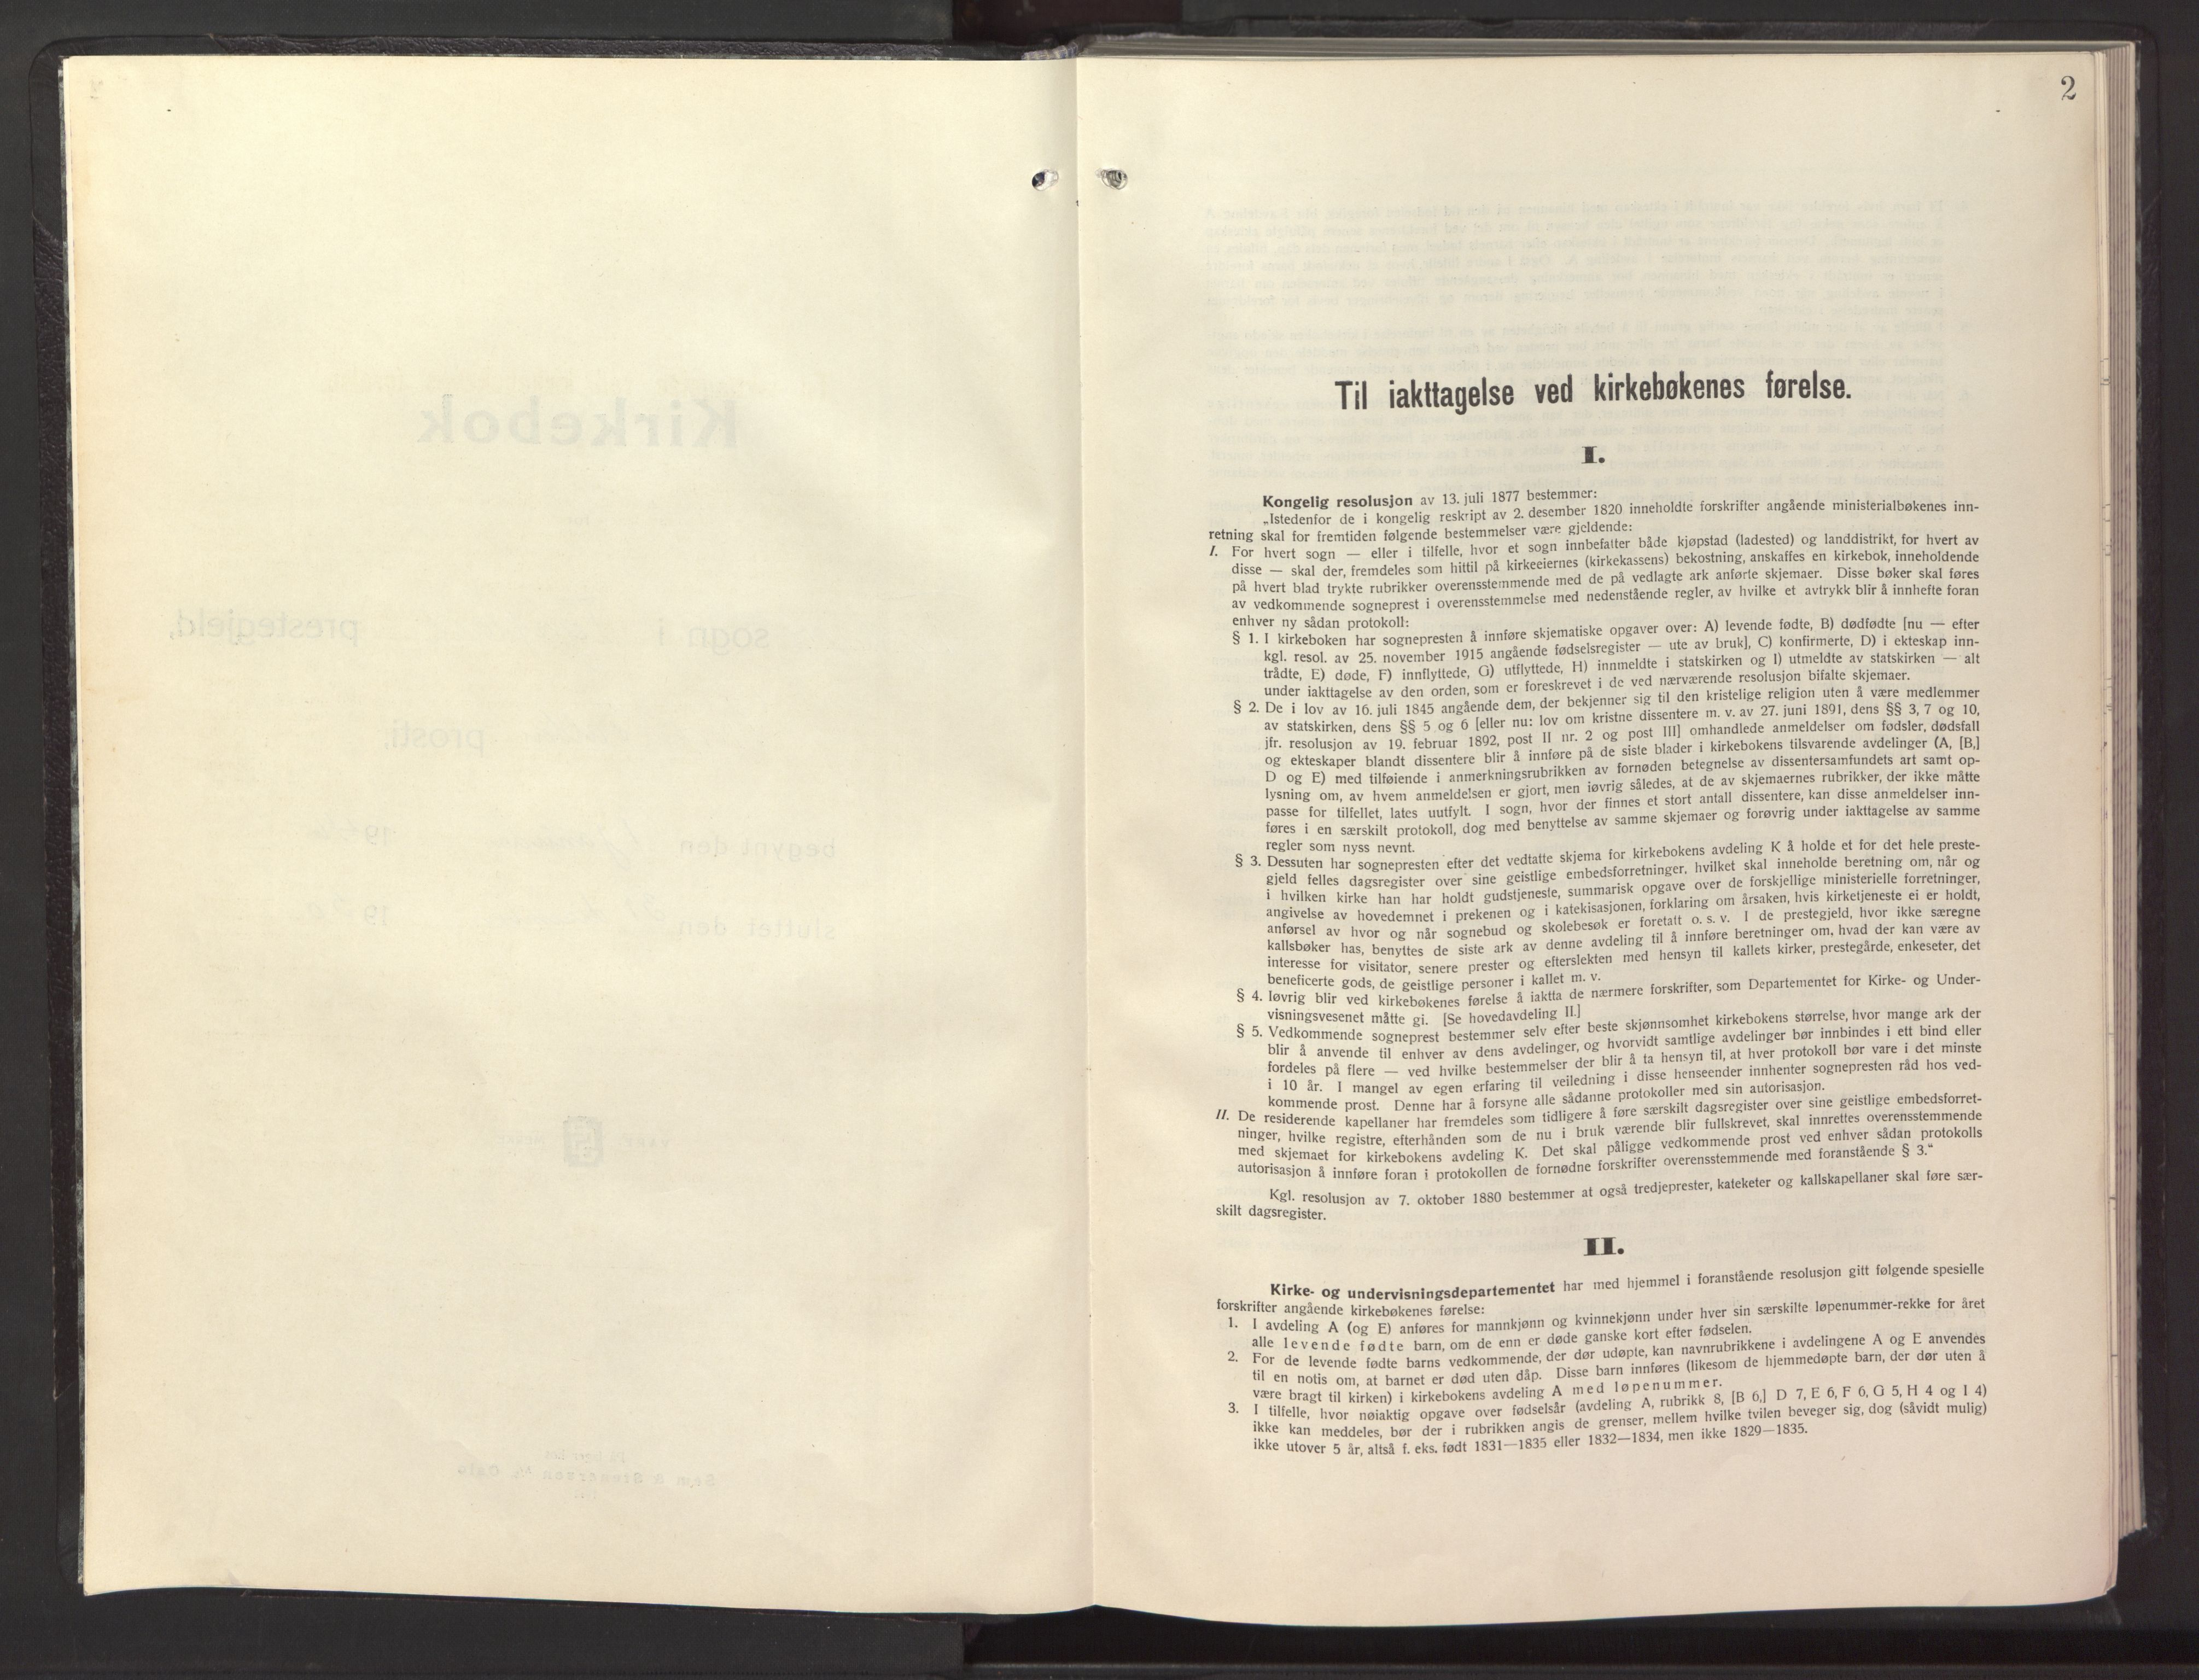 2
Til iakttagelse ved kirkebøkenes førelse.
I.
Kongelig resolusjon av 13. juli 1877 bestemmer:
„Istedenfor de i kongelig reskript av 2. desember 1820 inneholdte forskrifter angående ministerialbøkenes inn-
retning skal for fremtiden følgende bestemmelser være gjeldende:
I. For hvert sogn — eller i tilfelle, hvor et sogn innbefatter både kjøpstad (ladested) og landdistrikt, for hvert av
disse — skal der, fremdeles som hittil på kirkeeiernes (kirkekassens) bekostning, anskaffes en kirkebok, inneholdende
på hvert blad trykte rubrikker overensstemmende med de på vedlagte ark anførte skjemaer. Disse bøker skal føres
av vedkommende sogneprest i overensstemmelse med nedenstående regler, av hvilke et avtrykk blir å innhefte foran
enhver ny sådan protokoll:
§ 1. I kirkeboken har sognepresten å innføre skjematiske opgaver over: A) levende fødte, B) dødfødte [nu — efter
kgl. resol. av 25. november 1915 angående fødselsregister — ute av bruk], C) konfirmerte, D) i ekteskap inn-
trådte, E) døde, F) innflyttede, G) utflyttede, H) innmeldte i statskirken og I) utmeldte av statskirken — alt
under iakttagelse av den orden, som er foreskrevet i de ved nærværende resolusjon bifalte skjemaer.
§ 2. De i lov av 16. juli 1845 angående dem, der bekjenner sig til den kristelige religion uten å være medlemmer
av statskirken, dens §§ 5 og 6 [eller nu: lov om kristne dissentere m. v. av 27. juni 1891, dens §§ 3, 7 og 10,
jfr. resolusjon av 19. februar 1892, post II nr. 2 og post III] omhandlede anmeldelser om fødsler, dødsfall
og ekteskaper blandt dissentere blir å innføre på de siste blader i kirkebokens tilsvarende avdelinger (A, [B,]
D og E) med tilføiende i anmerkningsrubrikken av fornøden betegnelse av dissentersamfundets art samt op-
lysning om, av hvem anmeldelsen er gjort, men iøvrig således, at de av skjemaernes rubrikker, der ikke måtte
passe for tilfellet, lates uutfylt. I sogn, hvor der finnes et stort antall dissentere, kan disse anmeldelser inn-
føres i en særskilt protokoll, dog med benyttelse av samme skjemaer og forøvrig under iakttagelse av samme
regler som nyss nevnt.
§ 3. Dessuten har sognepresten efter det vedtatte skjema for kirkebokens avdeling K å holde et for det hele preste-
gjeld felles dagsregister over sine geistlige embedsforretninger, hvilket skal inneholde beretning om, når og
i hvilken kirke han har holdt gudstjeneste, summarisk opgave over de forskjellige ministerielle forretninger,
angivelse av hovedemnet i prekenen og i katekisasjonen, forklaring om årsaken, hvis kirketjeneste ei er holdt,
anførsel av hvor og når sognebud og skolebesøk er foretatt o. s. v. I de prestegjeld, hvor ikke særegne
kallsbøker has, benyttes de siste ark av denne avdeling til å innføre beretninger om, hvad der kan være av
interesse for visitator, senere prester og efterslekten med hensyn til kallets kirker, prestegårde, enkeseter, det
beneficerte gods, de geistlige personer i kallet m. v.
§ 4. Iøvrig blir ved kirkebøkenes førelse å iaktta de nærmere forskrifter, som Departementet for Kirke- og Under-
visningsvesenet måtte gi. [Se hovedavdeling II.]
§ 5. Vedkommende sogneprest bestemmer selv efter beste skjønnsomhet kirkebokens størrelse, hvor mange ark der
blir å anvende til enhver av dens avdelinger, og hvorvidt samtlige avdelinger bør innbindes i ett bind eller
fordeles på flere — ved hvilke bestemmelser der blir å ta hensyn til, at hver protokoll bør vare i det minste
i 10 år. I mangel av egen erfaring til veiledning i disse henseender innhenter sognepresten råd hos ved-
kommende prost. Denne har å forsyne alle sådanne protokoller med sin autorisasjon.
II. De residerende kapellaner har fremdeles som tidligere å føre særskilt dagsregister over sine geistlige embedsforret-
ninger, hvilke registre, efterhånden som de nu i bruk værende blir fullskrevet, skal innrettes overensstemmende
med skjemaet for kirkebokens avdeling K. Det skal påligge vedkommende prost ved enhver sådan protokolls
autorisasjon å innføre foran i protokollen de fornødne forskrifter overensstemmende med foranstående § 3.“
Kgl. resolusjon av 7. oktober 1880 bestemmer at også tredjeprester, kateketer og kallskapellaner skal føre sær-
skilt dagsregister.
II.
Kirke- og undervisningsdepartementet har med hjemmel i foranstående resolusjon gitt følgende spesielle
forskrifter angående kirkebøkenes førelse:
1. I avdeling A (og E) anføres for mannkjønn og kvinnekjønn under hver sin særskilte løpenummer-rekke for året
alle levende fødte barn, om de enn er døde ganske kort efter fødselen.
2. For de levende fødte barns vedkommende, der dør udøpte, kan navnrubrikkene i avdelingene A og E anvendes
til en notis om, at barnet er død uten dåp. Disse barn innføres (likesom de hjemmedøpte barn, der dør uten å
være bragt til kirken) i kirkebokens avdeling A med løpenummer.
3. I tilfelle, hvor nøiaktig opgave over fødselsår (avdeling A, rubrikk 8, [B 6,] D 7, E 6, F 6, G 5, H 4 og I 4)
ikke kan meddeles, bør der i rubrikken angis de grenser, mellem hvilke tvilen beveger sig, dog (såvidt mulig)
ikke utover 5 år, altså f. eks. født 1831—1835 eller 1832—1834, men ikke 1829—1835.